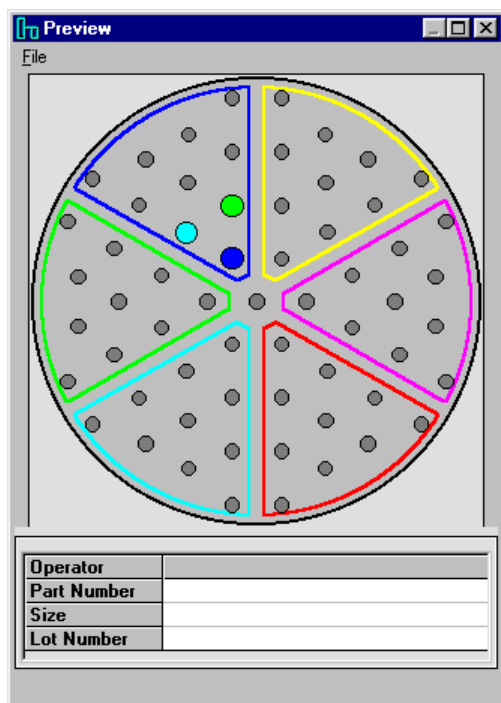 Preview
File
Operator
Part Number
Size
Lot Number